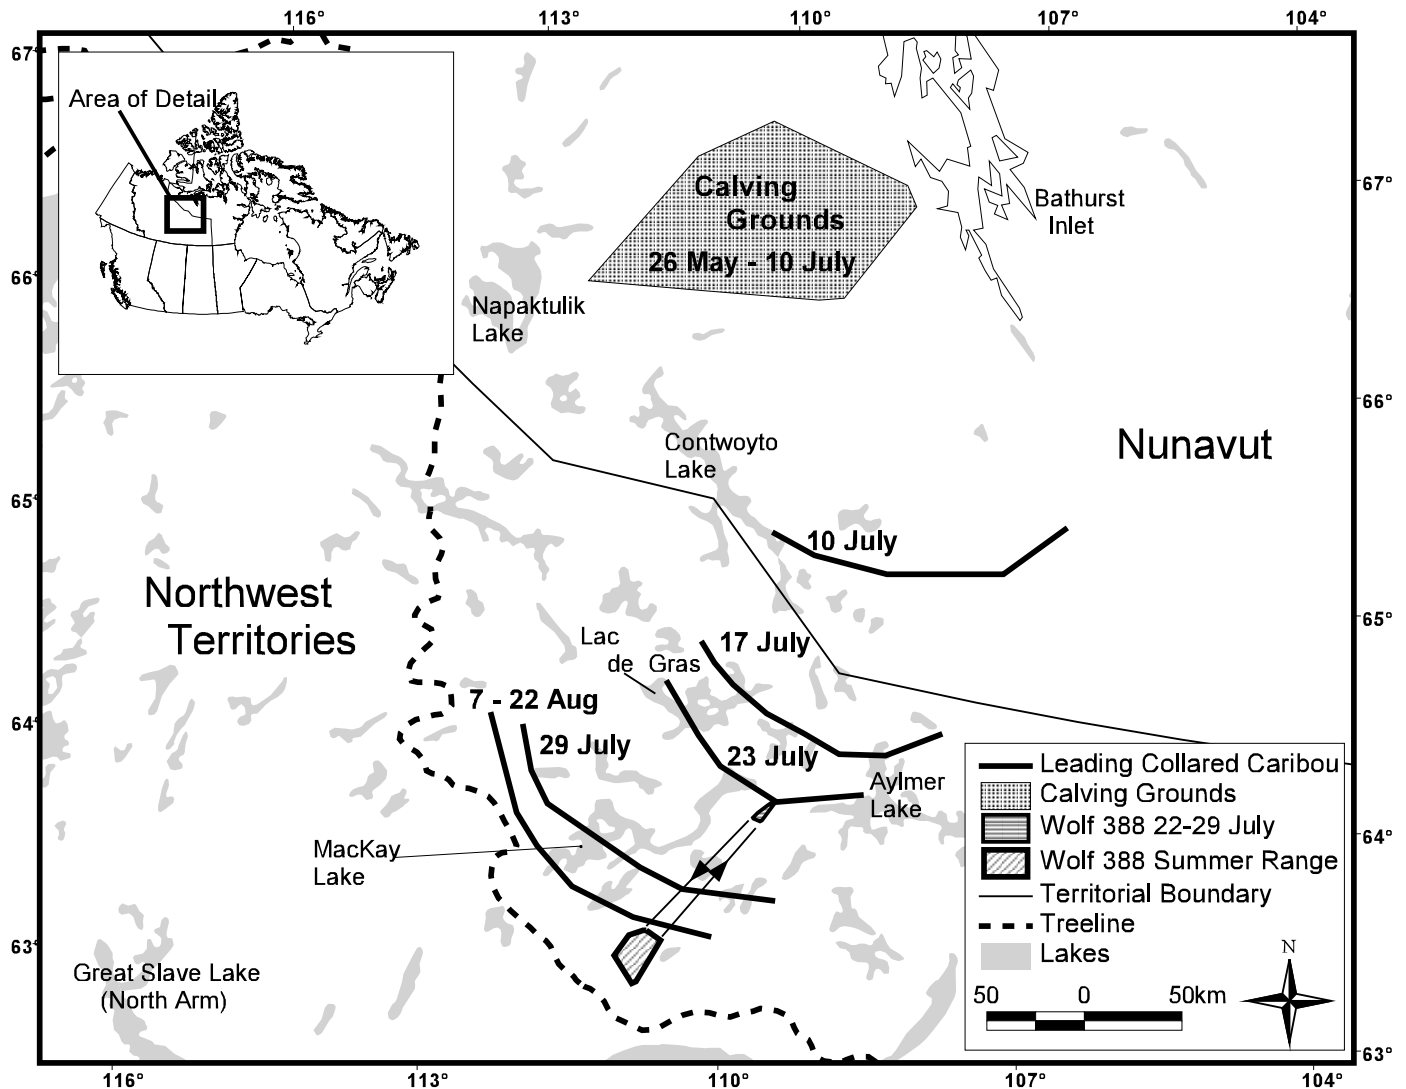 116°
113°
110°
107°
104°
67°
Area of Detail
Calving
Grounds
26 May - 10 July
67°
Bathurst
Inlet
66°
Napaktulik
Lake
66°
Contwoyto
Lake
Nunavut
65°
10 July
Northwest
Territories
65°
Lac
de Gras
17 July
7 - 22 Aug
29 July
23 July
64°
Aylmer
Lake
64°
MacKay
Lake
63°
Great Slave Lake
(North Arm)
Leading Collared Caribou
Calving Grounds
Wolf 388 22-29 July
Wolf 388 Summer Range
Territorial Boundary
Treeline
Lakes
N
50 0 50km
63°
116°
113°
110°
107°
104°